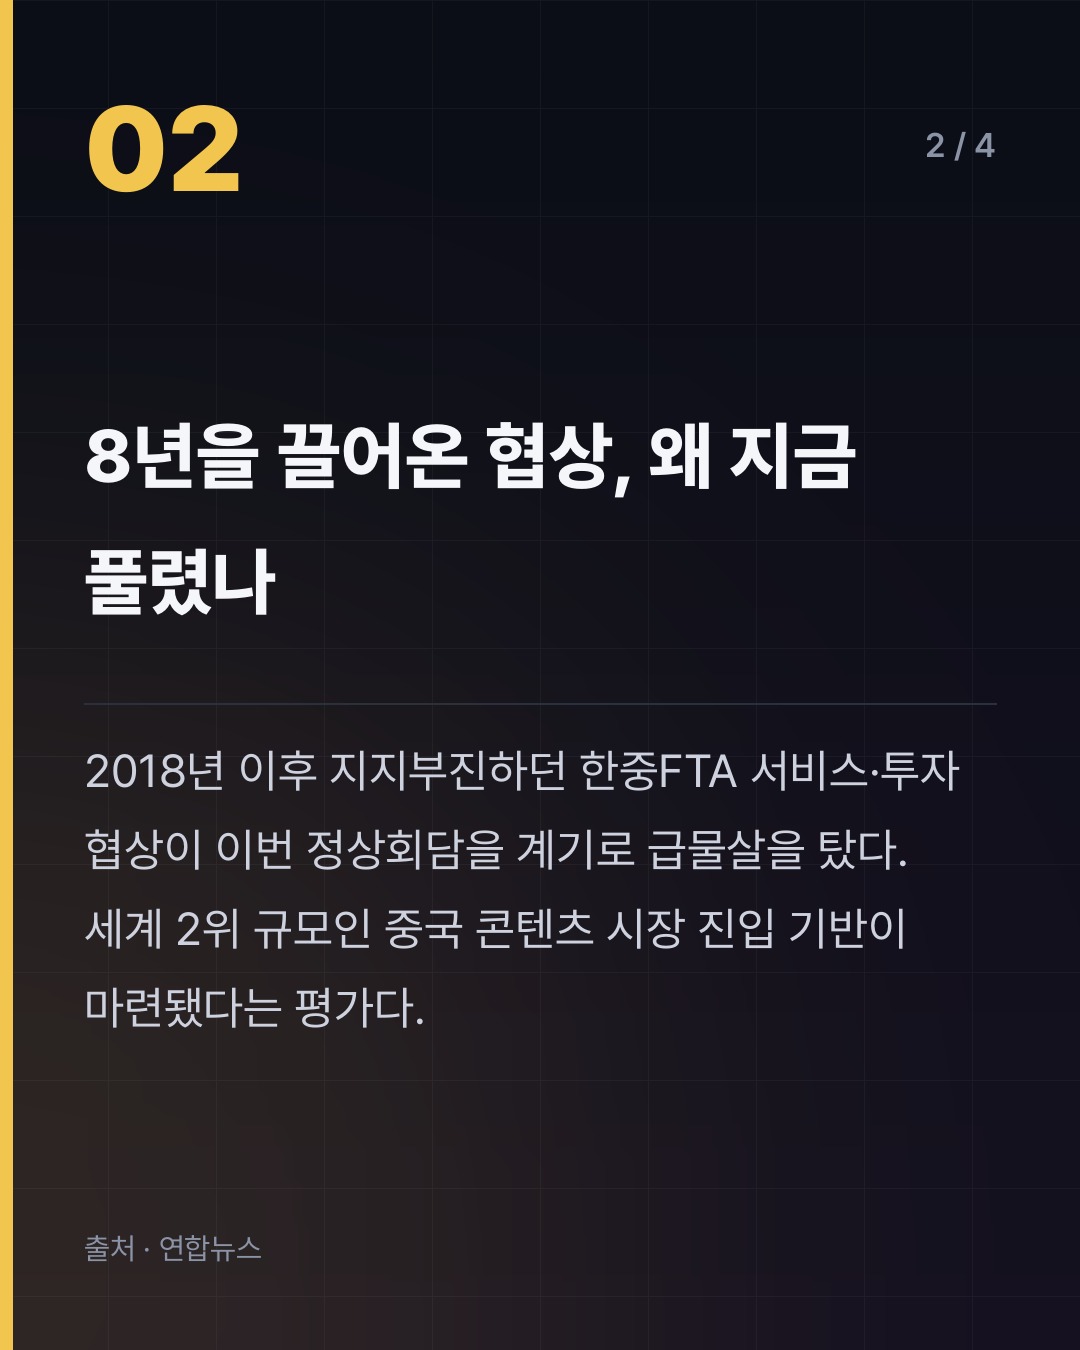 02
2 / 4
8년을 끌어온 협상, 왜 지금
풀렸나
2018년 이후 지지부진하던 한중FTA 서비스·투자
협상이 이번 정상회담을 계기로 급물살을 탔다.
세계 2위 규모인 중국 콘텐츠 시장 진입 기반이
마련됐다는 평가다.
출처 · 연합뉴스